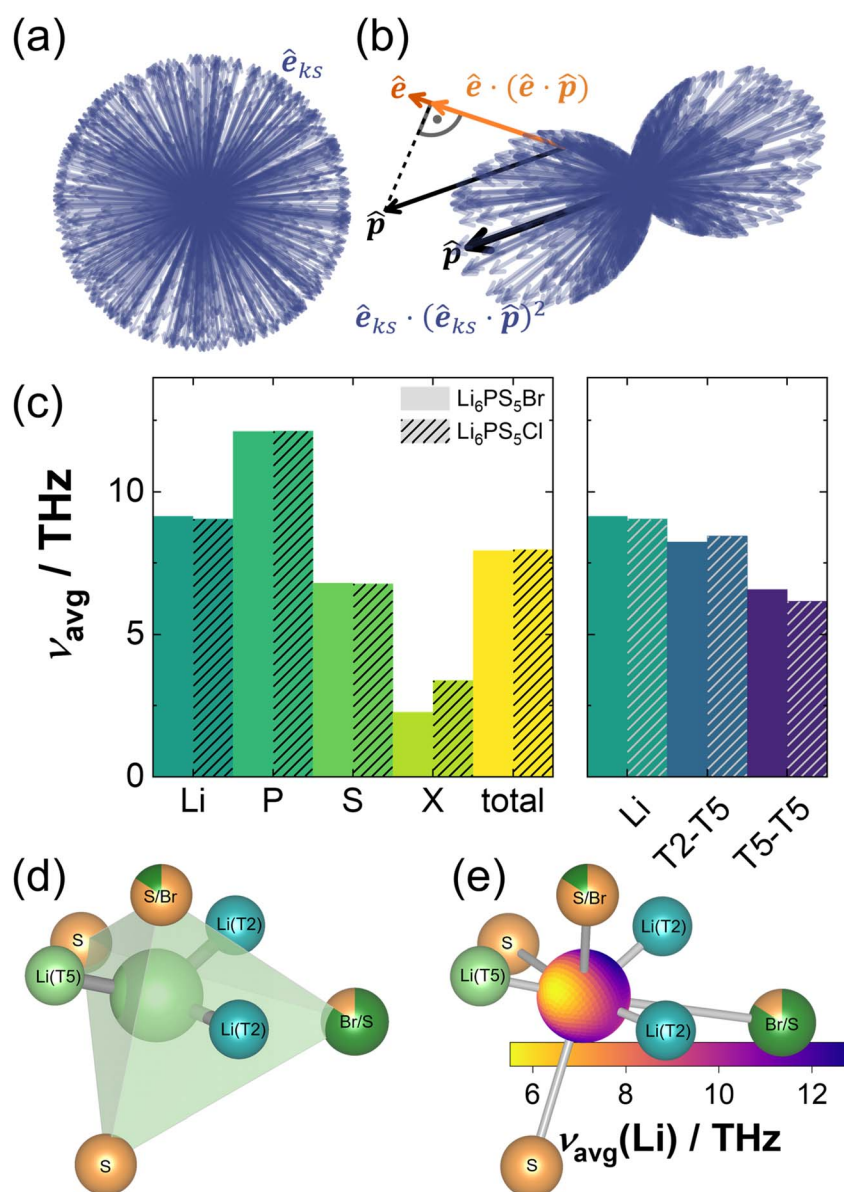 (a)
(b)
ê_ks
ê
ê · (ê · p̂)
p̂
p̂
ê_ks · (ê_ks · p̂)²
(c)
Li₆PS₅Br
Li₆PS₅Cl
10
5
0
ν_avg / THz
Li P S X total
Li T2-T5 T5-T5
(d)
S/Br
S
Li(T2)
Li(T5)
Li(T2)
Br/S
S
(e)
S/Br
S
Li(T2)
Li(T5)
Li(T2)
Br/S
6 8 10 12
ν_avg(Li) / THz
S